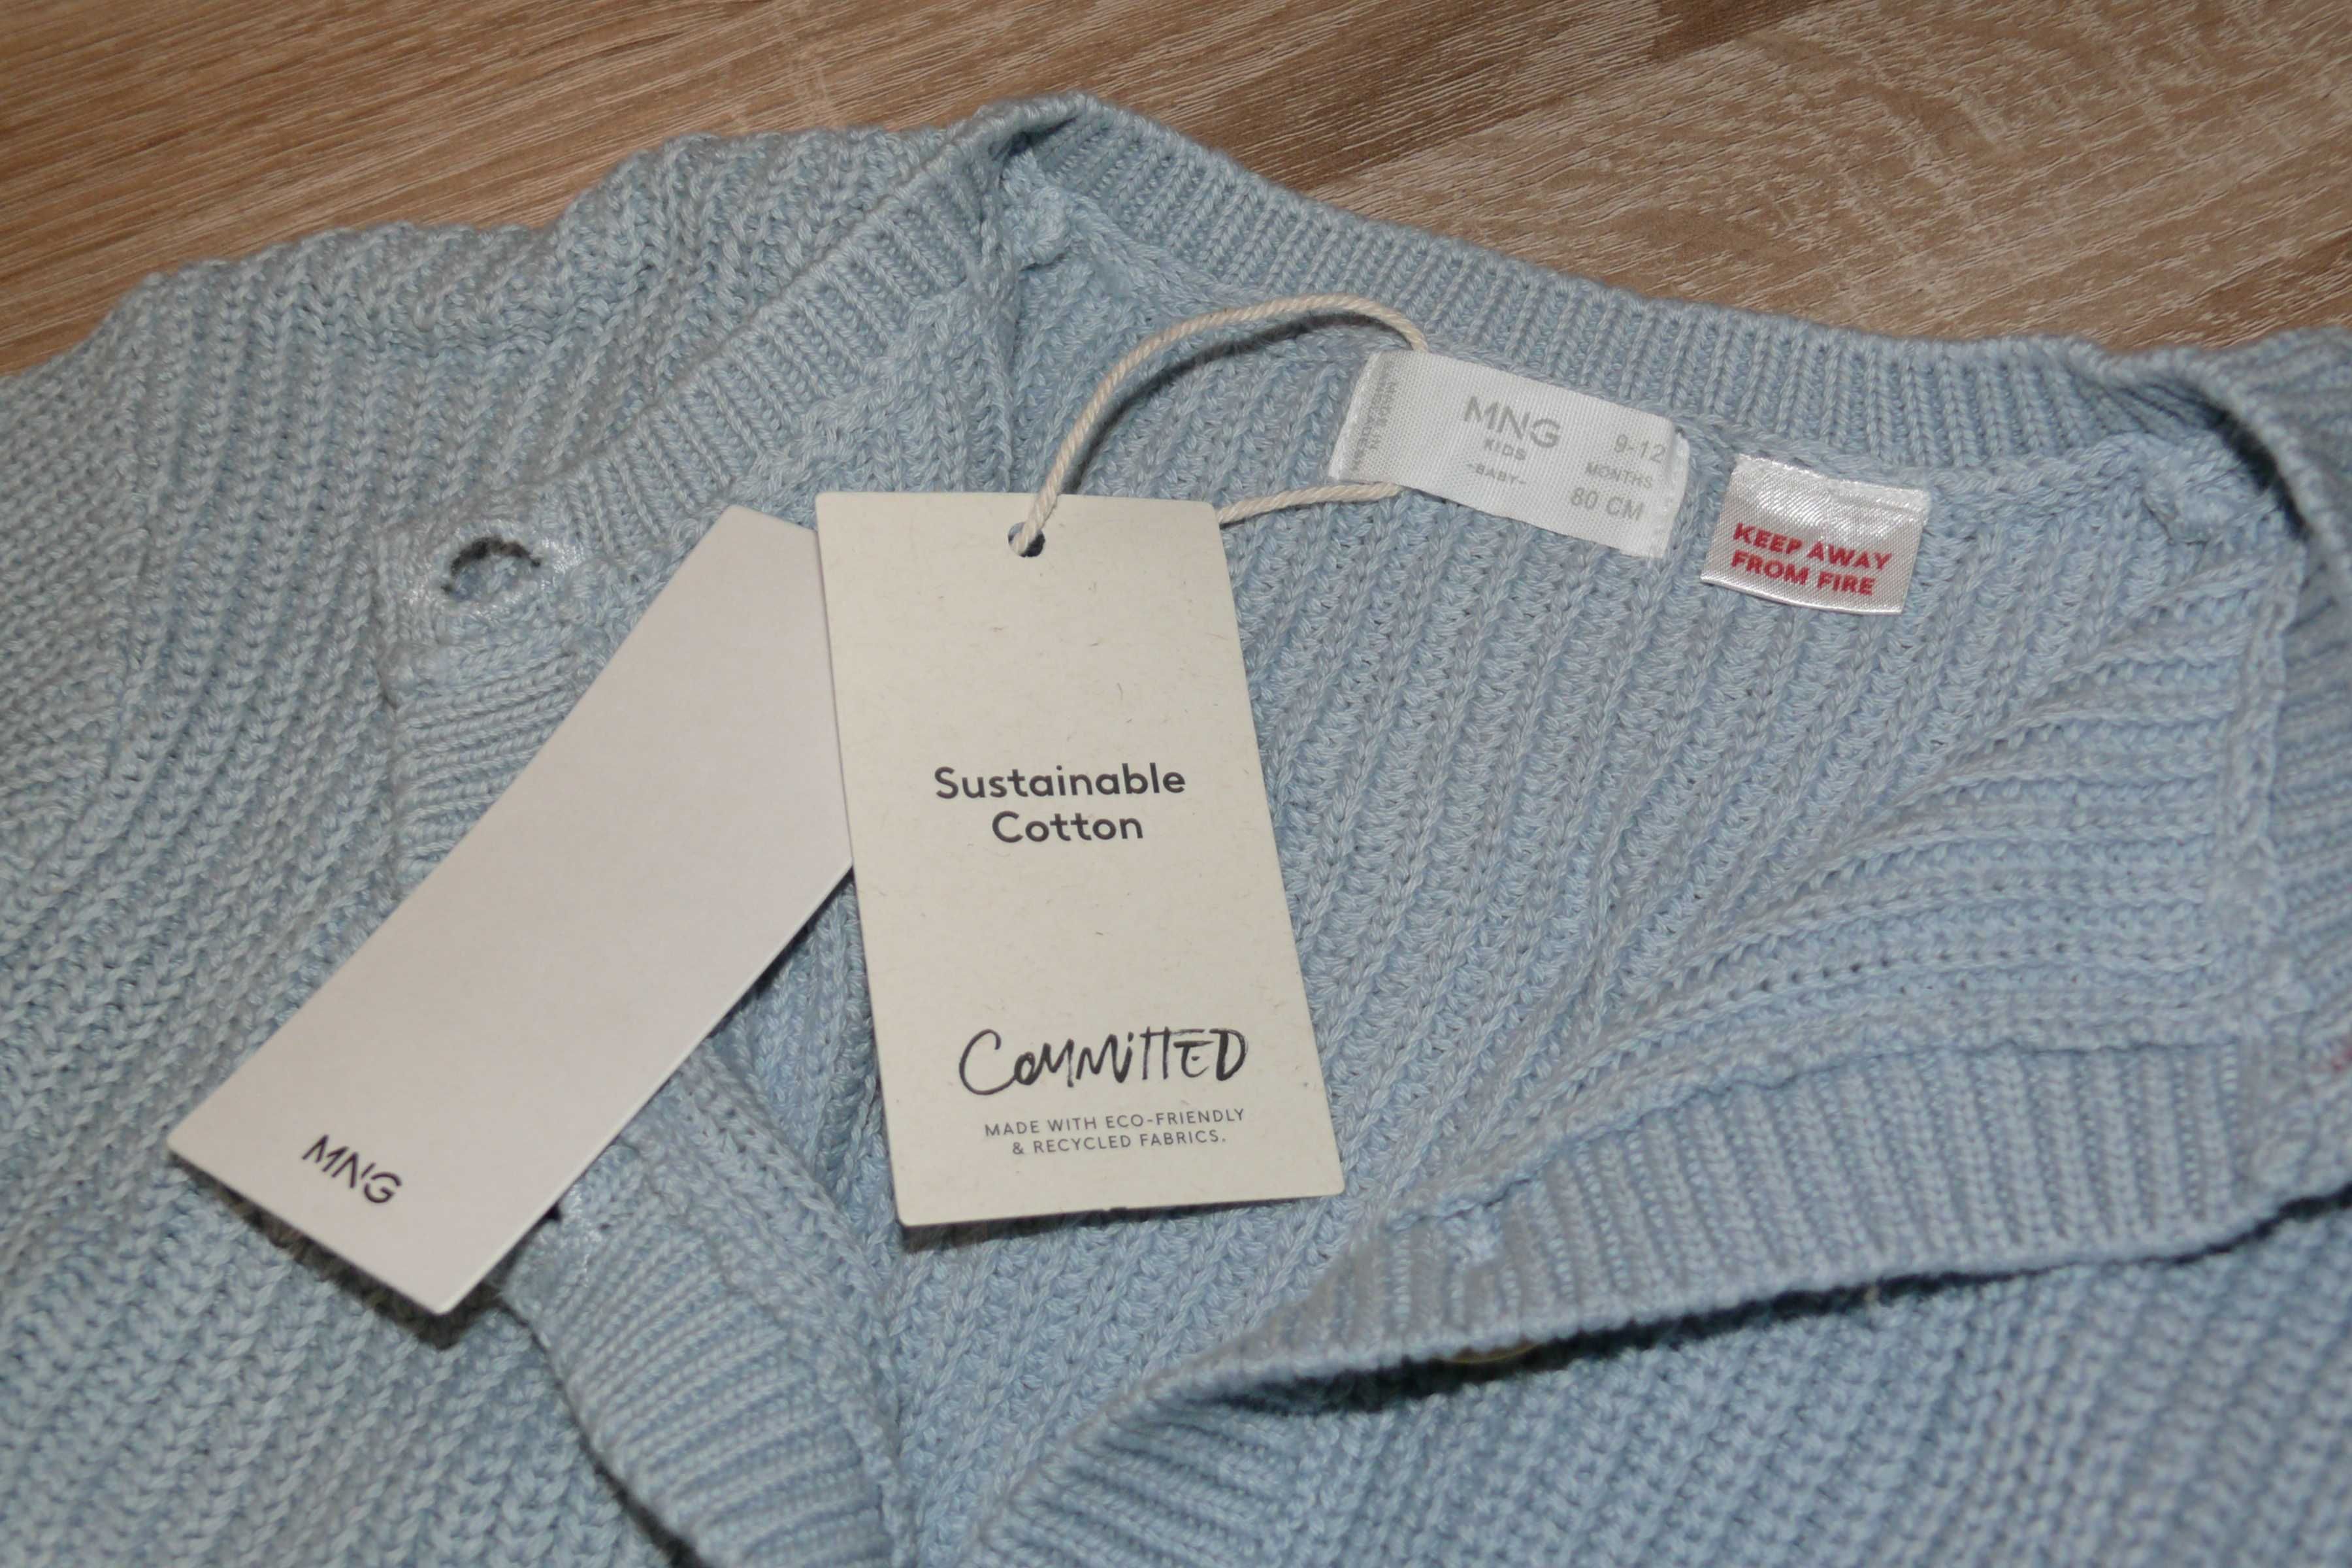 MNG
KIDS
-BABY-
9-12
MONTHS
80 CM
KEEP AWAY
FROM FIRE
Sustainable
Cotton
COMMITTED
MADE WITH ECO-FRIENDLY
& RECYCLED FABRICS.
MNG